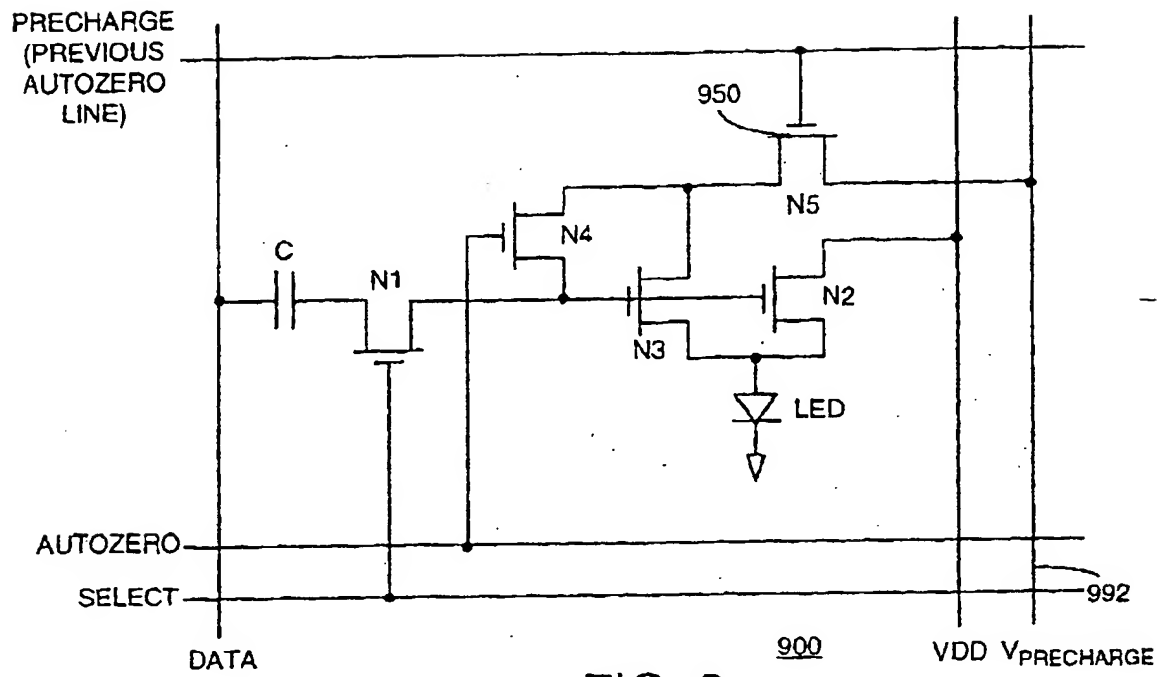 PRECHARGE
(PREVIOUS
AUTOZERO
LINE)
950
N5
N4
C
N1
N2
N3
LED
AUTOZERO
SELECT
992
DATA
900
VDD VPRECHARGE